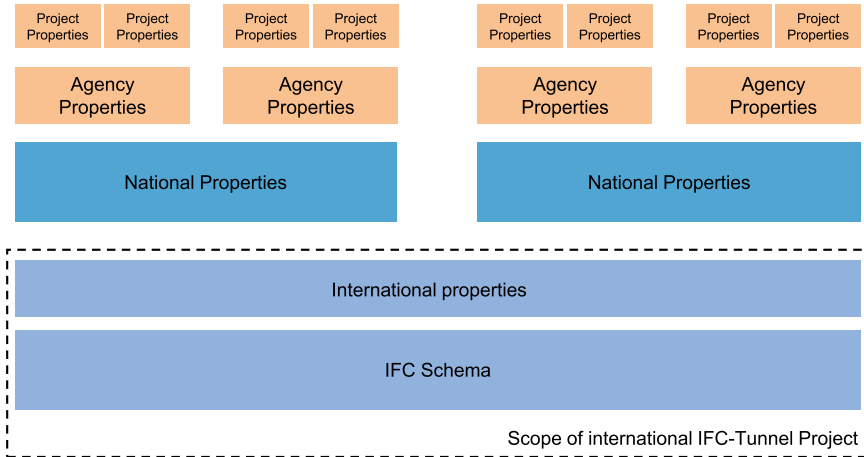 Project
Properties
Project
Properties
Project
Properties
Project
Properties
Project
Properties
Project
Properties
Project
Properties
Project
Properties
Agency
Properties
Agency
Properties
Agency
Properties
Agency
Properties
National Properties
National Properties
International properties
IFC Schema
Scope of international IFC-Tunnel Project